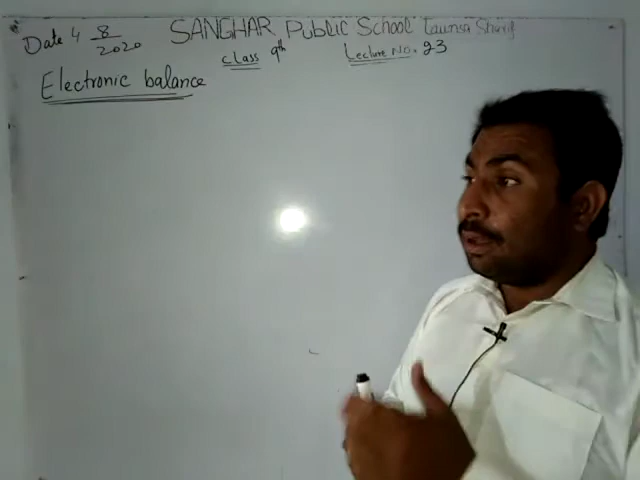 Date 4 8/2020 SANGHAR Public School Taunsa Sharif
Class 9th Lecture No. 23
Electronic balance